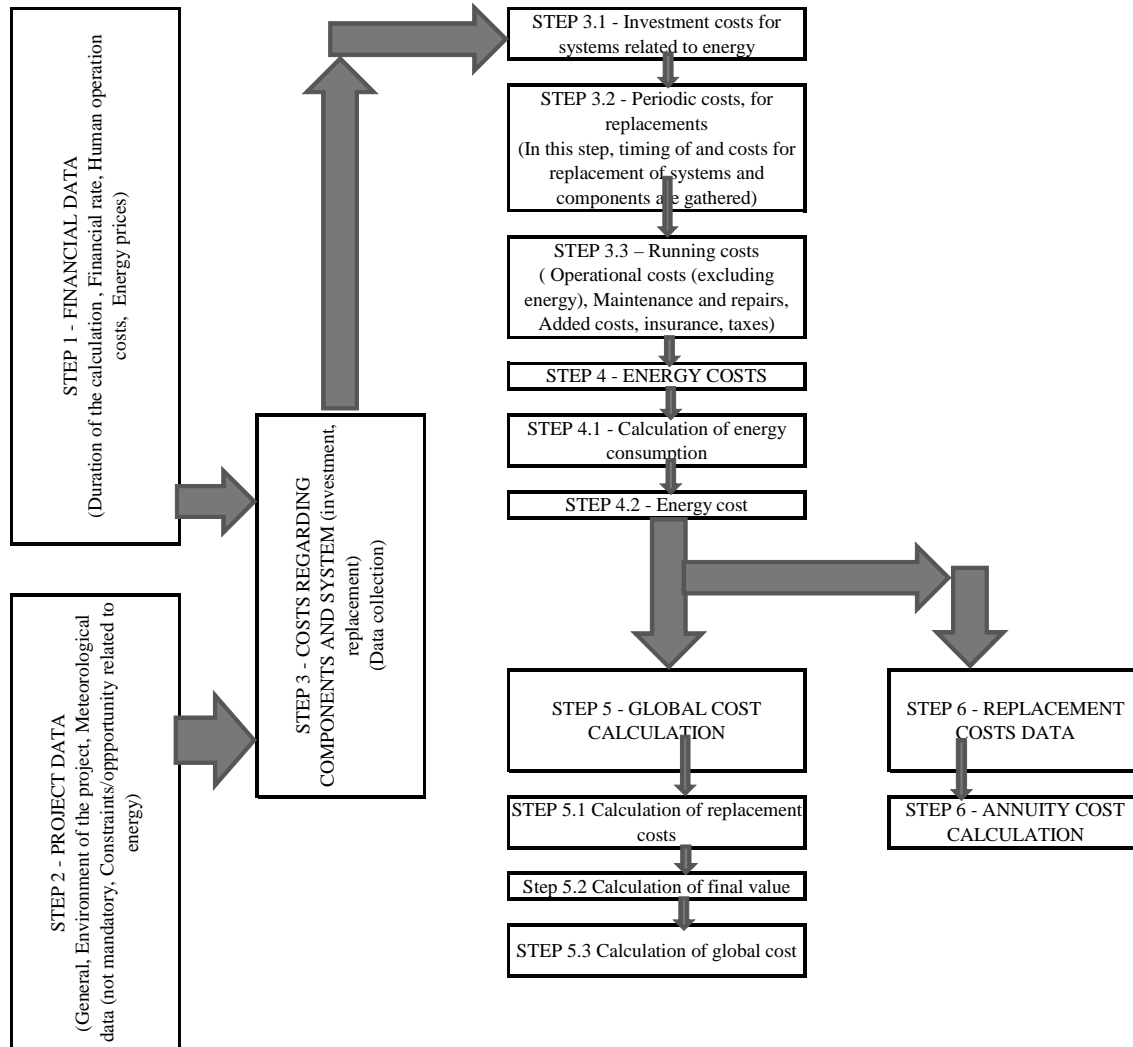 STEP 1 - FINANCIAL DATA
(Duration of the calculation , Financial rate, Human operation
costs,  Energy prices)
STEP 2 - PROJECT DATA
(General, Environment of the project, Meteorological
data (not mandatory, Constraints/oppportunity related to
energy)
STEP 3 - COSTS REGARDING
COMPONENTS AND SYSTEM (investment,
replacement)
(Data collection)
STEP 3.1 - Investment costs for
systems related to energy
STEP 3.2 - Periodic costs, for
replacements
(In this step, timing of and costs for
replacement of systems and
components are gathered)
STEP 3.3 – Running costs
( Operational costs (excluding
energy), Maintenance and repairs,
Added costs, insurance, taxes)
STEP 4 - ENERGY COSTS
STEP 4.1 - Calculation of energy
consumption
STEP 4.2 - Energy cost
STEP 5 - GLOBAL COST
CALCULATION
STEP 5.1 Calculation of replacement
costs
Step 5.2 Calculation of final value
STEP 5.3 Calculation of global cost
STEP 6 - REPLACEMENT
COSTS DATA
STEP 6 - ANNUITY COST
CALCULATION